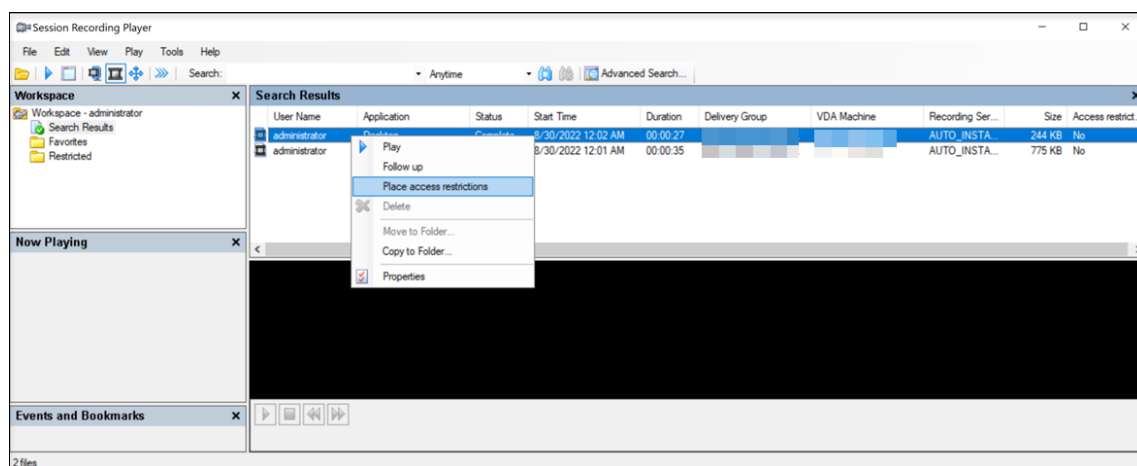 Session Recording Player
File Edit View Play Tools Help
Search: Anytime Advanced Search...
Workspace
Workspace - administrator
Search Results
Favorites
Restricted
Search Results
User Name Application Status Start Time Duration Delivery Group VDA Machine Recording Ser... Size Access restrict.
administrator 8/30/2022 12:02 AM 00:00:27 AUTO_INSTA... 244 KB No
administrator 8/30/2022 12:01 AM 00:00:35 AUTO_INSTA... 775 KB No
Play
Follow up
Place access restrictions
Delete
Move to Folder...
Copy to Folder...
Properties
Now Playing
Events and Bookmarks
2 files